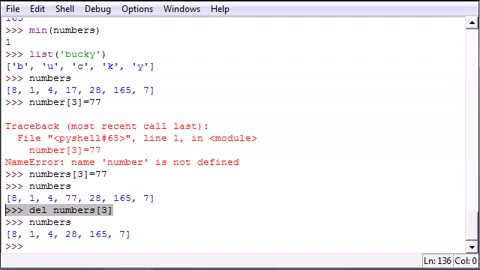 File Edit Shell Debug Options Windows Help
165
>>> min(numbers)
1
>>> list('bucky')
['b', 'u', 'c', 'k', 'y']
>>> numbers
[8, 1, 4, 17, 28, 165, 7]
>>> number[3]=77
Traceback (most recent call last):
File "<pyshell#65>", line 1, in <module>
number[3]=77
NameError: name 'number' is not defined
>>> numbers[3]=77
>>> numbers
[8, 1, 4, 77, 28, 165, 7]
>>> del numbers[3]
>>> numbers
[8, 1, 4, 28, 165, 7]
>>>
Ln: 136 Col: 0